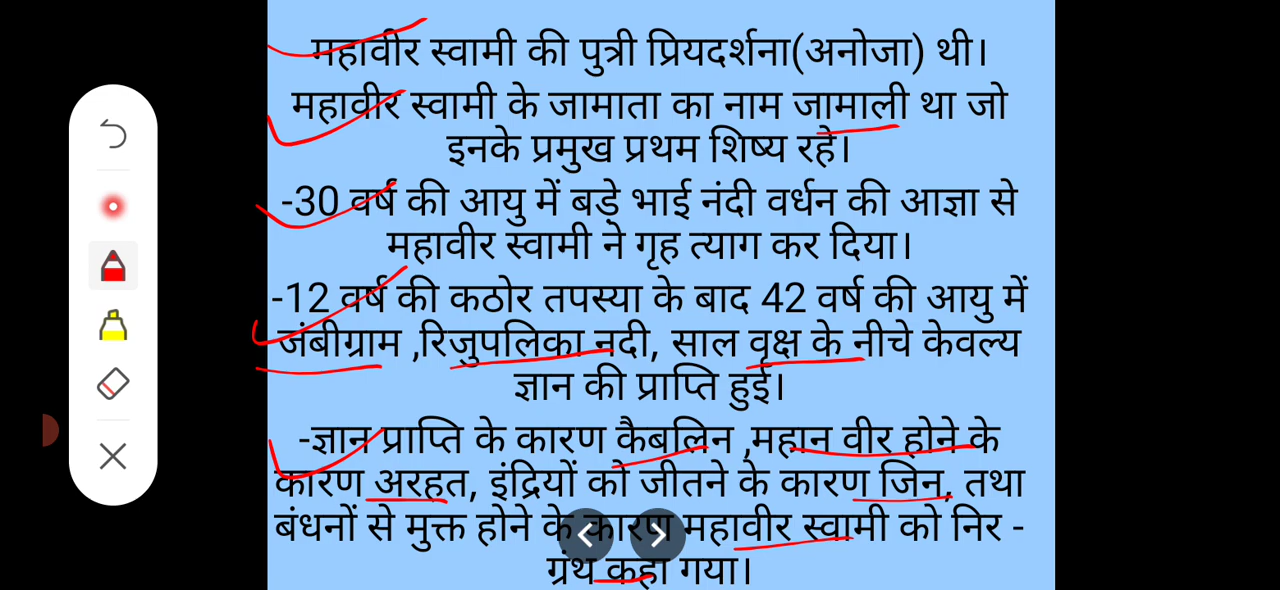 महावीर स्वामी की पुत्री प्रियदर्शना(अनोजा) थी।
महावीर स्वामी के जामाता का नाम जामाली था जो
इनके प्रमुख प्रथम शिष्य रहे।
-30 वर्ष की आयु में बड़े भाई नंदी वर्धन की आज्ञा से
महावीर स्वामी ने गृह त्याग कर दिया।
-12 वर्ष की कठोर तपस्या के बाद 42 वर्ष की आयु में
जंबीग्राम ,रिजुपलिका नदी, साल वृक्ष के नीचे केवल्य
ज्ञान की प्राप्ति हुई।
-ज्ञान प्राप्ति के कारण कैबलिन ,महान वीर होने के
कारण अरहत, इंद्रियों को जीतने के कारण जिन, तथा
बंधनों से मुक्त होने के कारण महावीर स्वामी को निर -
ग्रंथ कहा गया।